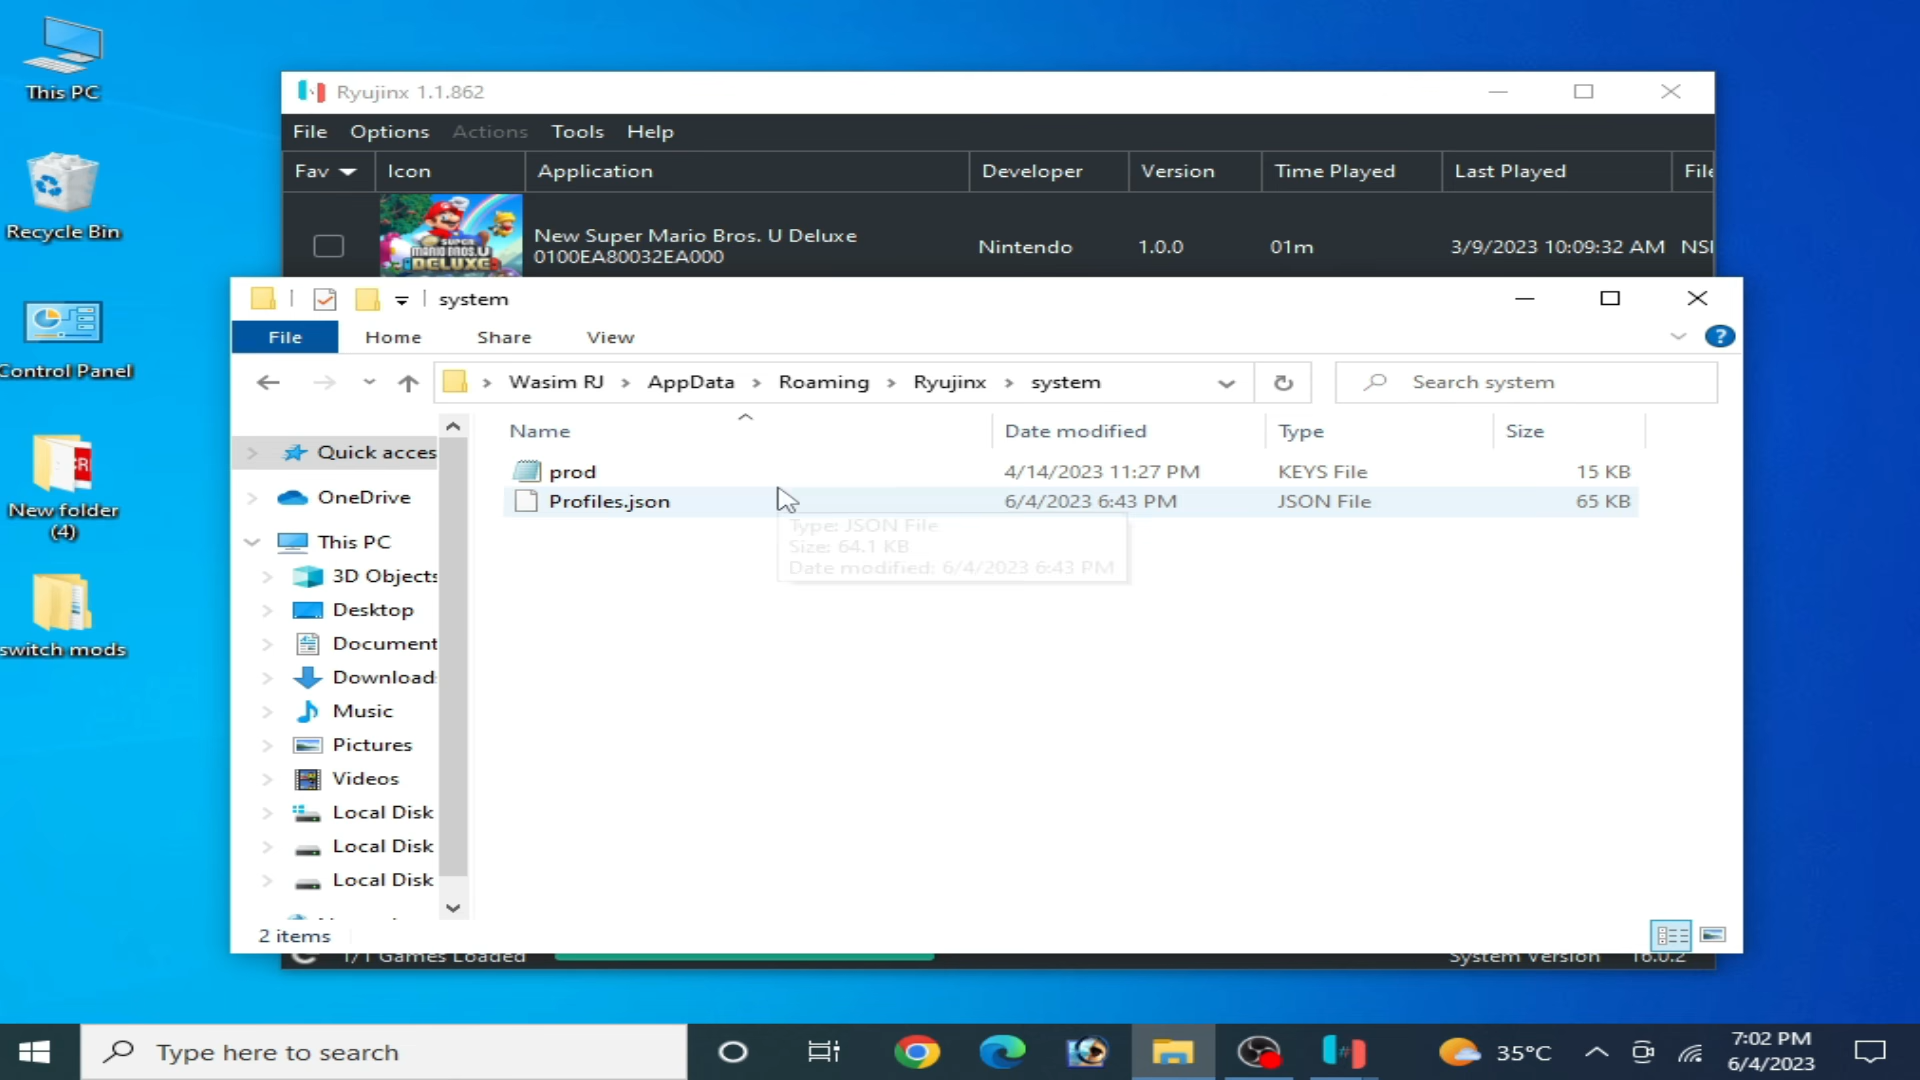 This PC
Recycle Bin
Control Panel
New folder
(4)
switch mods
Ryujinx 1.1.862
File Options Actions Tools Help
Fav Icon Application Developer Version Time Played Last Played File
SUPER
MARIO BROS. U
DELUXE
New Super Mario Bros. U Deluxe
0100EA80032EA000
Nintendo 1.0.0 01m 3/9/2023 10:09:32 AM NSI
system
File Home Share View
Wasim RJ AppData Roaming Ryujinx system
Search system
Name Date modified Type Size
prod 4/14/2023 11:27 PM KEYS File 15 KB
Profiles.json 6/4/2023 6:43 PM JSON File 65 KB
Type: JSON File
Size: 64.1 KB
Date modified: 6/4/2023 6:43 PM
Quick acces
OneDrive
This PC
3D Objects
Desktop
Document
Download
Music
Pictures
Videos
Local Disk
Local Disk
Local Disk
2 items
1/1 Games Loaded
System Version 16.0.2
Type here to search
35°C
7:02 PM
6/4/2023